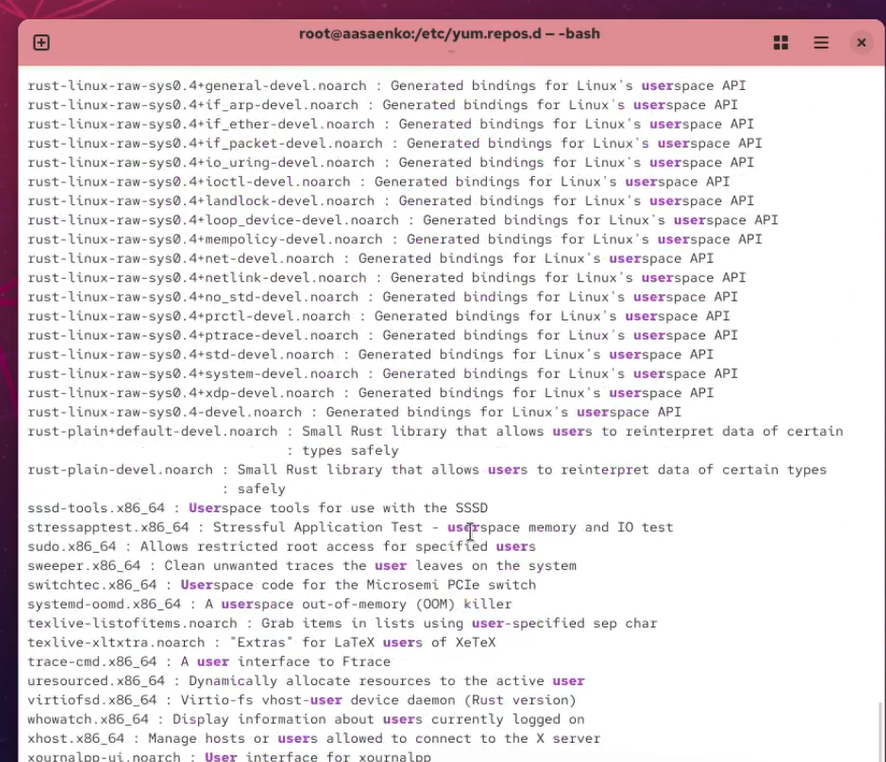 root@aasaenko:/etc/yum.repos.d — -bash
rust-linux-raw-sys0.4+general-devel.noarch : Generated bindings for Linux's userspace API
rust-linux-raw-sys0.4+if_arp-devel.noarch : Generated bindings for Linux's userspace API
rust-linux-raw-sys0.4+if_ether-devel.noarch : Generated bindings for Linux's userspace API
rust-linux-raw-sys0.4+if_packet-devel.noarch : Generated bindings for Linux's userspace API
rust-linux-raw-sys0.4+io_uring-devel.noarch : Generated bindings for Linux's userspace API
rust-linux-raw-sys0.4+ioctl-devel.noarch : Generated bindings for Linux's userspace API
rust-linux-raw-sys0.4+landlock-devel.noarch : Generated bindings for Linux's userspace API
rust-linux-raw-sys0.4+loop_device-devel.noarch : Generated bindings for Linux's userspace API
rust-linux-raw-sys0.4+mempolicy-devel.noarch : Generated bindings for Linux's userspace API
rust-linux-raw-sys0.4+net-devel.noarch : Generated bindings for Linux's userspace API
rust-linux-raw-sys0.4+netlink-devel.noarch : Generated bindings for Linux's userspace API
rust-linux-raw-sys0.4+no_std-devel.noarch : Generated bindings for Linux's userspace API
rust-linux-raw-sys0.4+prctl-devel.noarch : Generated bindings for Linux's userspace API
rust-linux-raw-sys0.4+ptrace-devel.noarch : Generated bindings for Linux's userspace API
rust-linux-raw-sys0.4+std-devel.noarch : Generated bindings for Linux's userspace API
rust-linux-raw-sys0.4+system-devel.noarch : Generated bindings for Linux's userspace API
rust-linux-raw-sys0.4+xdp-devel.noarch : Generated bindings for Linux's userspace API
rust-linux-raw-sys0.4-devel.noarch : Generated bindings for Linux's userspace API
rust-plain+default-devel.noarch : Small Rust library that allows users to reinterpret data of certain
: types safely
rust-plain-devel.noarch : Small Rust library that allows users to reinterpret data of certain types
: safely
sssd-tools.x86_64 : Userspace tools for use with the SSSD
stressapptest.x86_64 : Stressful Application Test - userspace memory and IO test
sudo.x86_64 : Allows restricted root access for specified users
sweeper.x86_64 : Clean unwanted traces the user leaves on the system
switchtec.x86_64 : Userspace code for the Microsemi PCIe switch
systemd-oomd.x86_64 : A userspace out-of-memory (OOM) killer
texlive-listofitems.noarch : Grab items in lists using user-specified sep char
texlive-xltxtra.noarch : "Extras" for LaTeX users of XeTeX
trace-cmd.x86_64 : A user interface to Ftrace
uresourced.x86_64 : Dynamically allocate resources to the active user
virtiofsd.x86_64 : Virtio-fs vhost-user device daemon (Rust version)
whowatch.x86_64 : Display information about users currently logged on
xhost.x86_64 : Manage hosts or users allowed to connect to the X server
xournalpp-ui.noarch : User interface for xournalpp